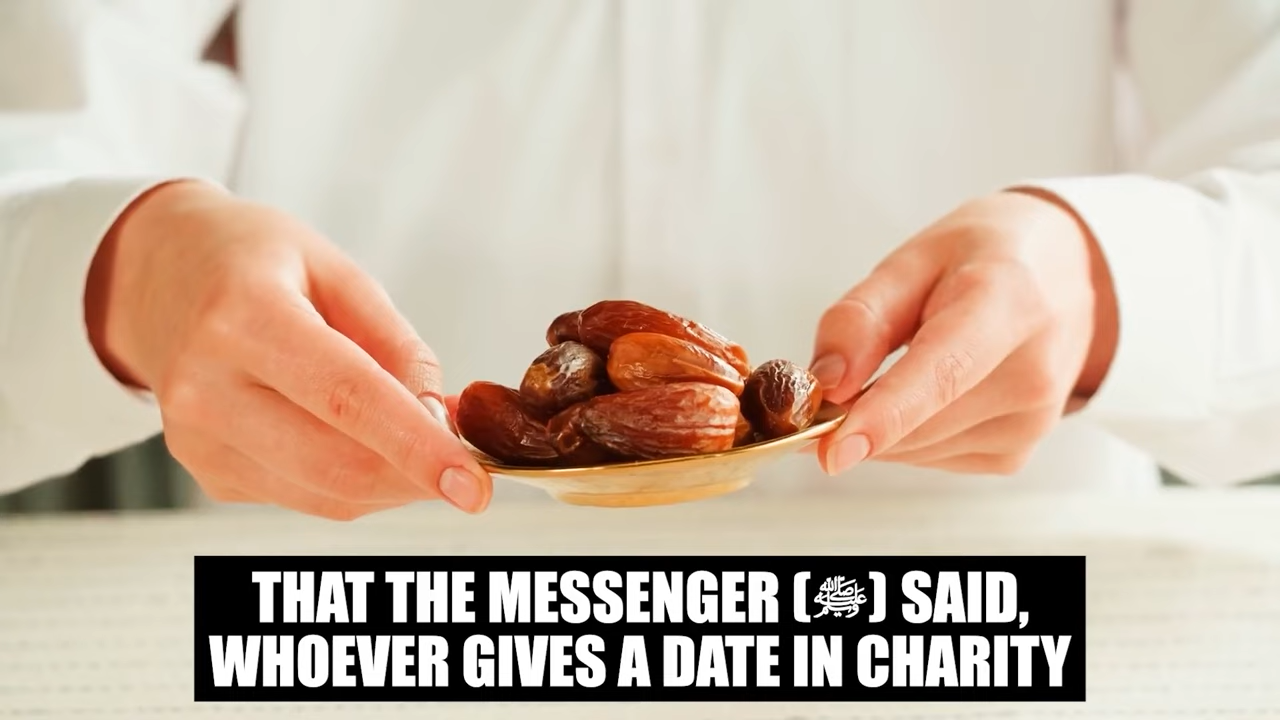 THAT THE MESSENGER (ﷺ) SAID,
WHOEVER GIVES A DATE IN CHARITY